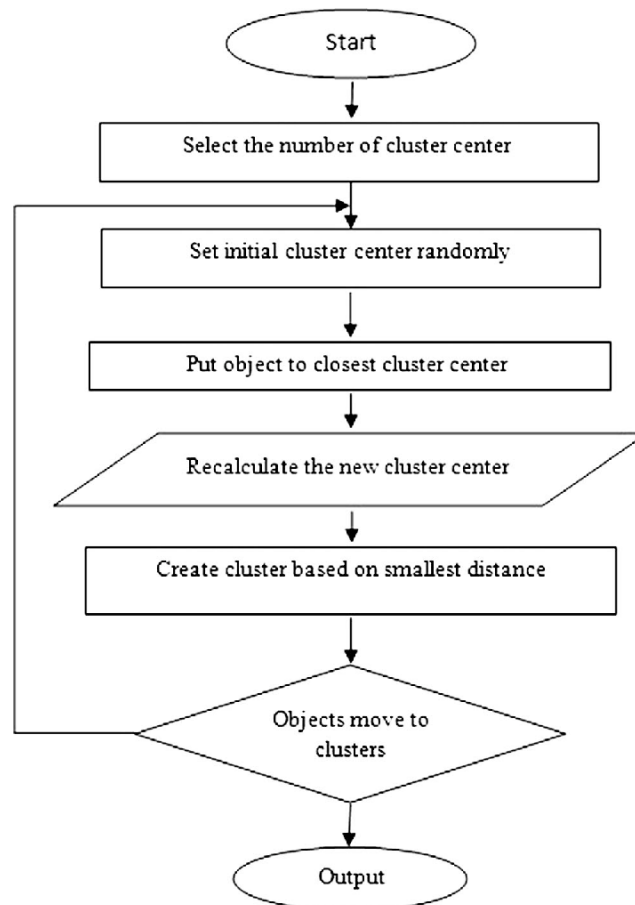 Start
Select the number of cluster center
Set initial cluster center randomly
Put object to closest cluster center
Recalculate the new cluster center
Create cluster based on smallest distance
Objects move to
clusters
Output